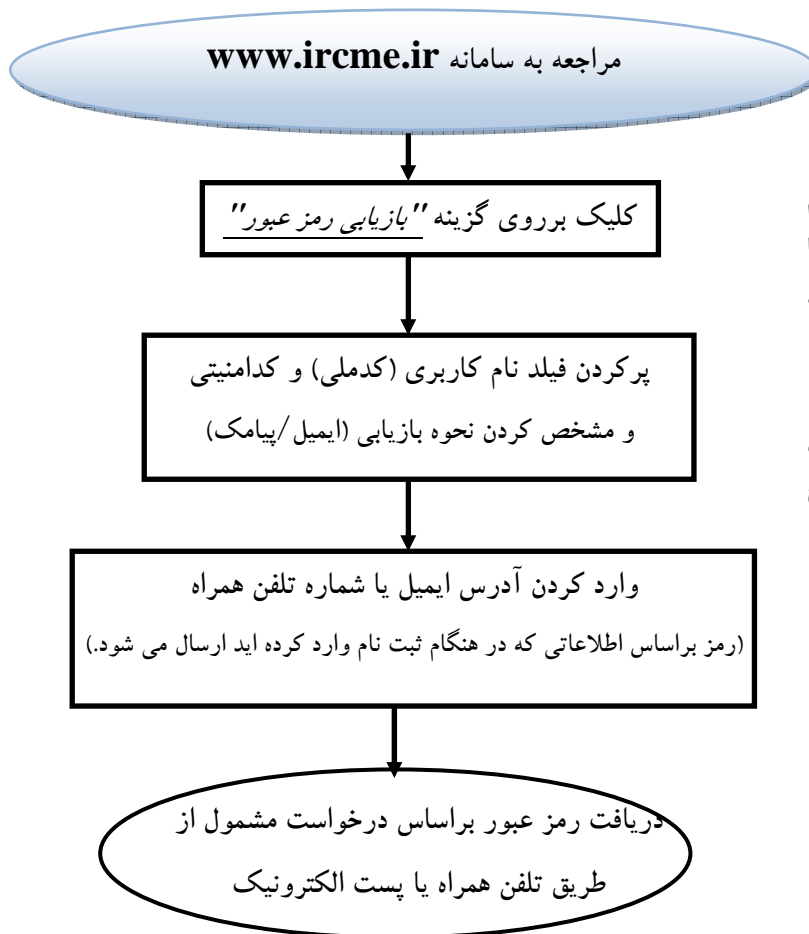 مراجعه به سامانه www.ircme.ir
کلیک برروی گزینه "بازیابی رمز عبور"
پرکردن فیلد نام کاربری (کدملی) و کدامنیتی
و مشخص کردن نحوه بازیابی (ایمیل/پیامک)
وارد کردن آدرس ایمیل یا شماره تلفن همراه
(رمز براساس اطلاعاتی که در هنگام ثبت نام وارد کرده اید ارسال می شود.)
دریافت رمز عبور براساس درخواست مشمول از
طریق تلفن همراه یا پست الکترونیک